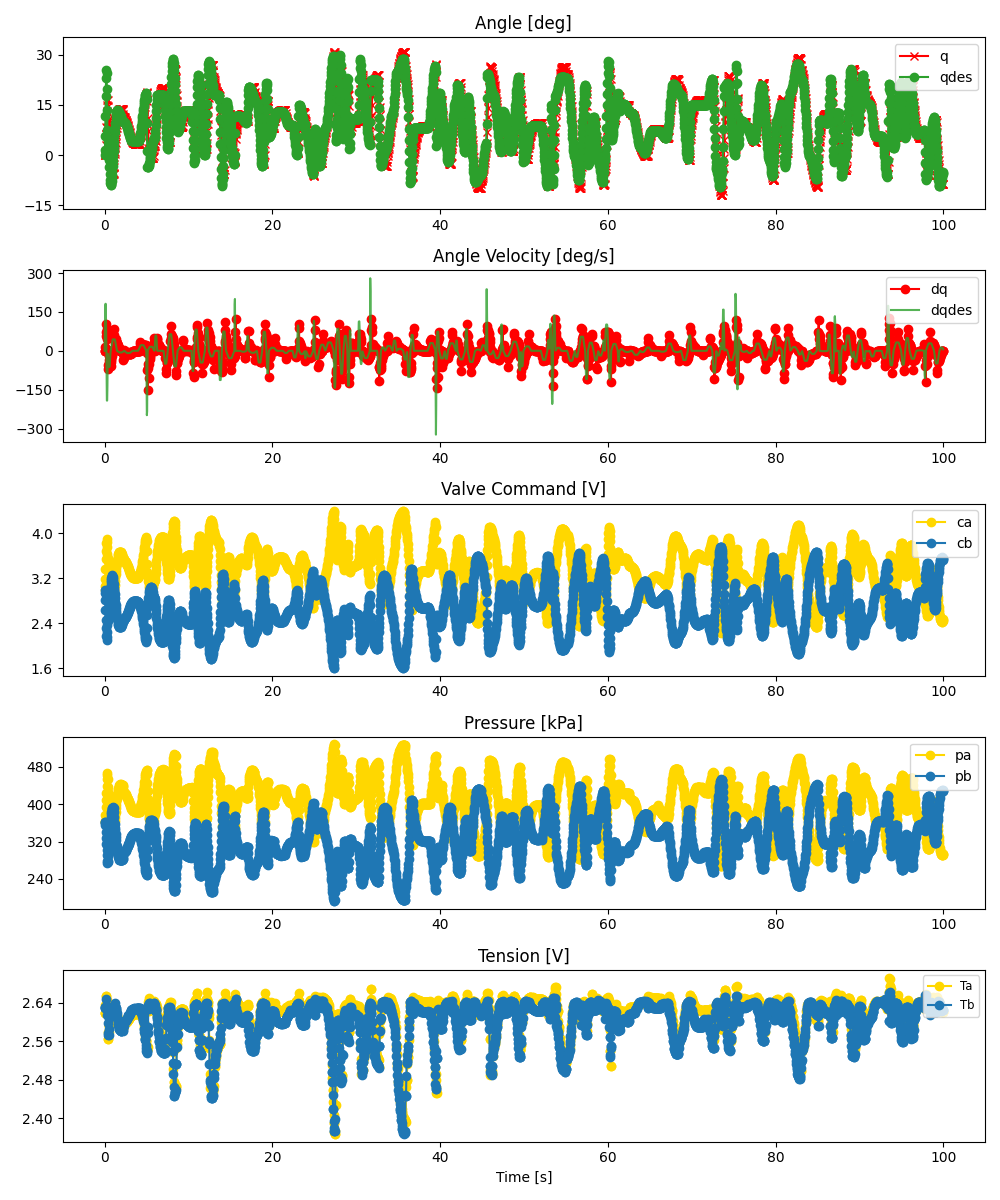 Angle [deg]
30
15
0
−15
q
qdes
0 20 40 60 80 100
Angle Velocity [deg/s]
300
150
0
−150
−300
dq
dqdes
0 20 40 60 80 100
Valve Command [V]
4.0
3.2
2.4
1.6
ca
cb
0 20 40 60 80 100
Pressure [kPa]
480
400
320
240
pa
pb
0 20 40 60 80 100
Tension [V]
2.64
2.56
2.48
2.40
Ta
Tb
0 20 40 60 80 100
Time [s]